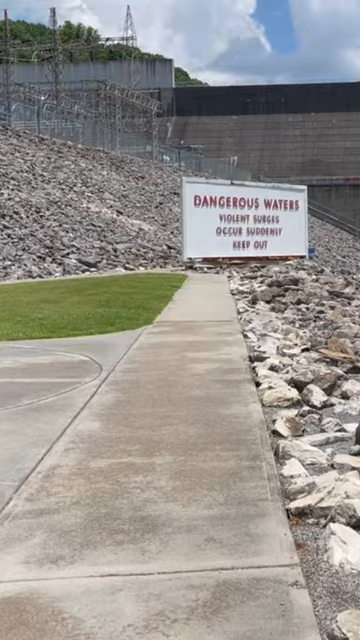 DANGEROUS WATERS
VIOLENT SURGES
OCCUR SUDDENLY
KEEP OUT